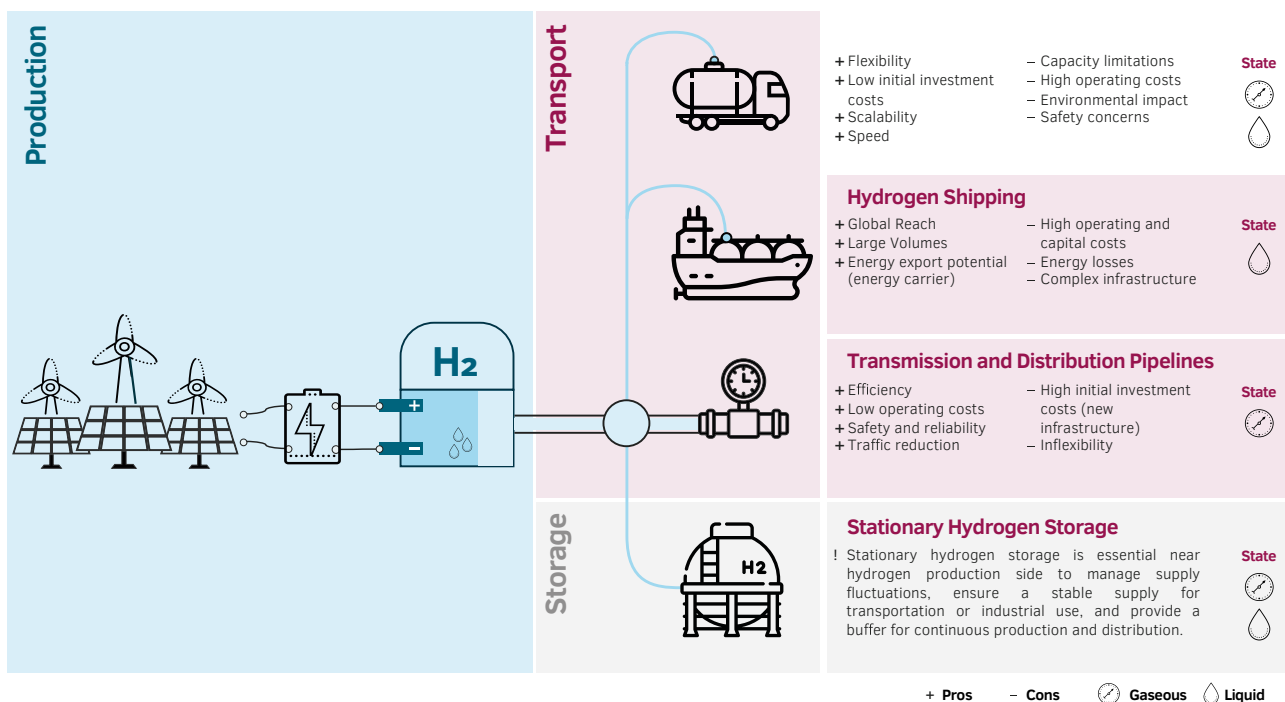 Production
Transport
Storage
H2
+
−
H2
+ Flexibility
+ Low initial investment
costs
+ Scalability
+ Speed
− Capacity limitations
− High operating costs
− Environmental impact
− Safety concerns
State
Hydrogen Shipping
+ Global Reach
+ Large Volumes
+ Energy export potential
(energy carrier)
− High operating and
capital costs
− Energy losses
− Complex infrastructure
State
Transmission and Distribution Pipelines
+ Efficiency
+ Low operating costs
+ Safety and reliability
+ Traffic reduction
− High initial investment
costs (new
infrastructure)
− Inflexibility
State
Stationary Hydrogen Storage
! Stationary hydrogen storage is essential near
hydrogen production side to manage supply
fluctuations, ensure a stable supply for
transportation or industrial use, and provide a
buffer for continuous production and distribution.
State
+ Pros − Cons Gaseous Liquid